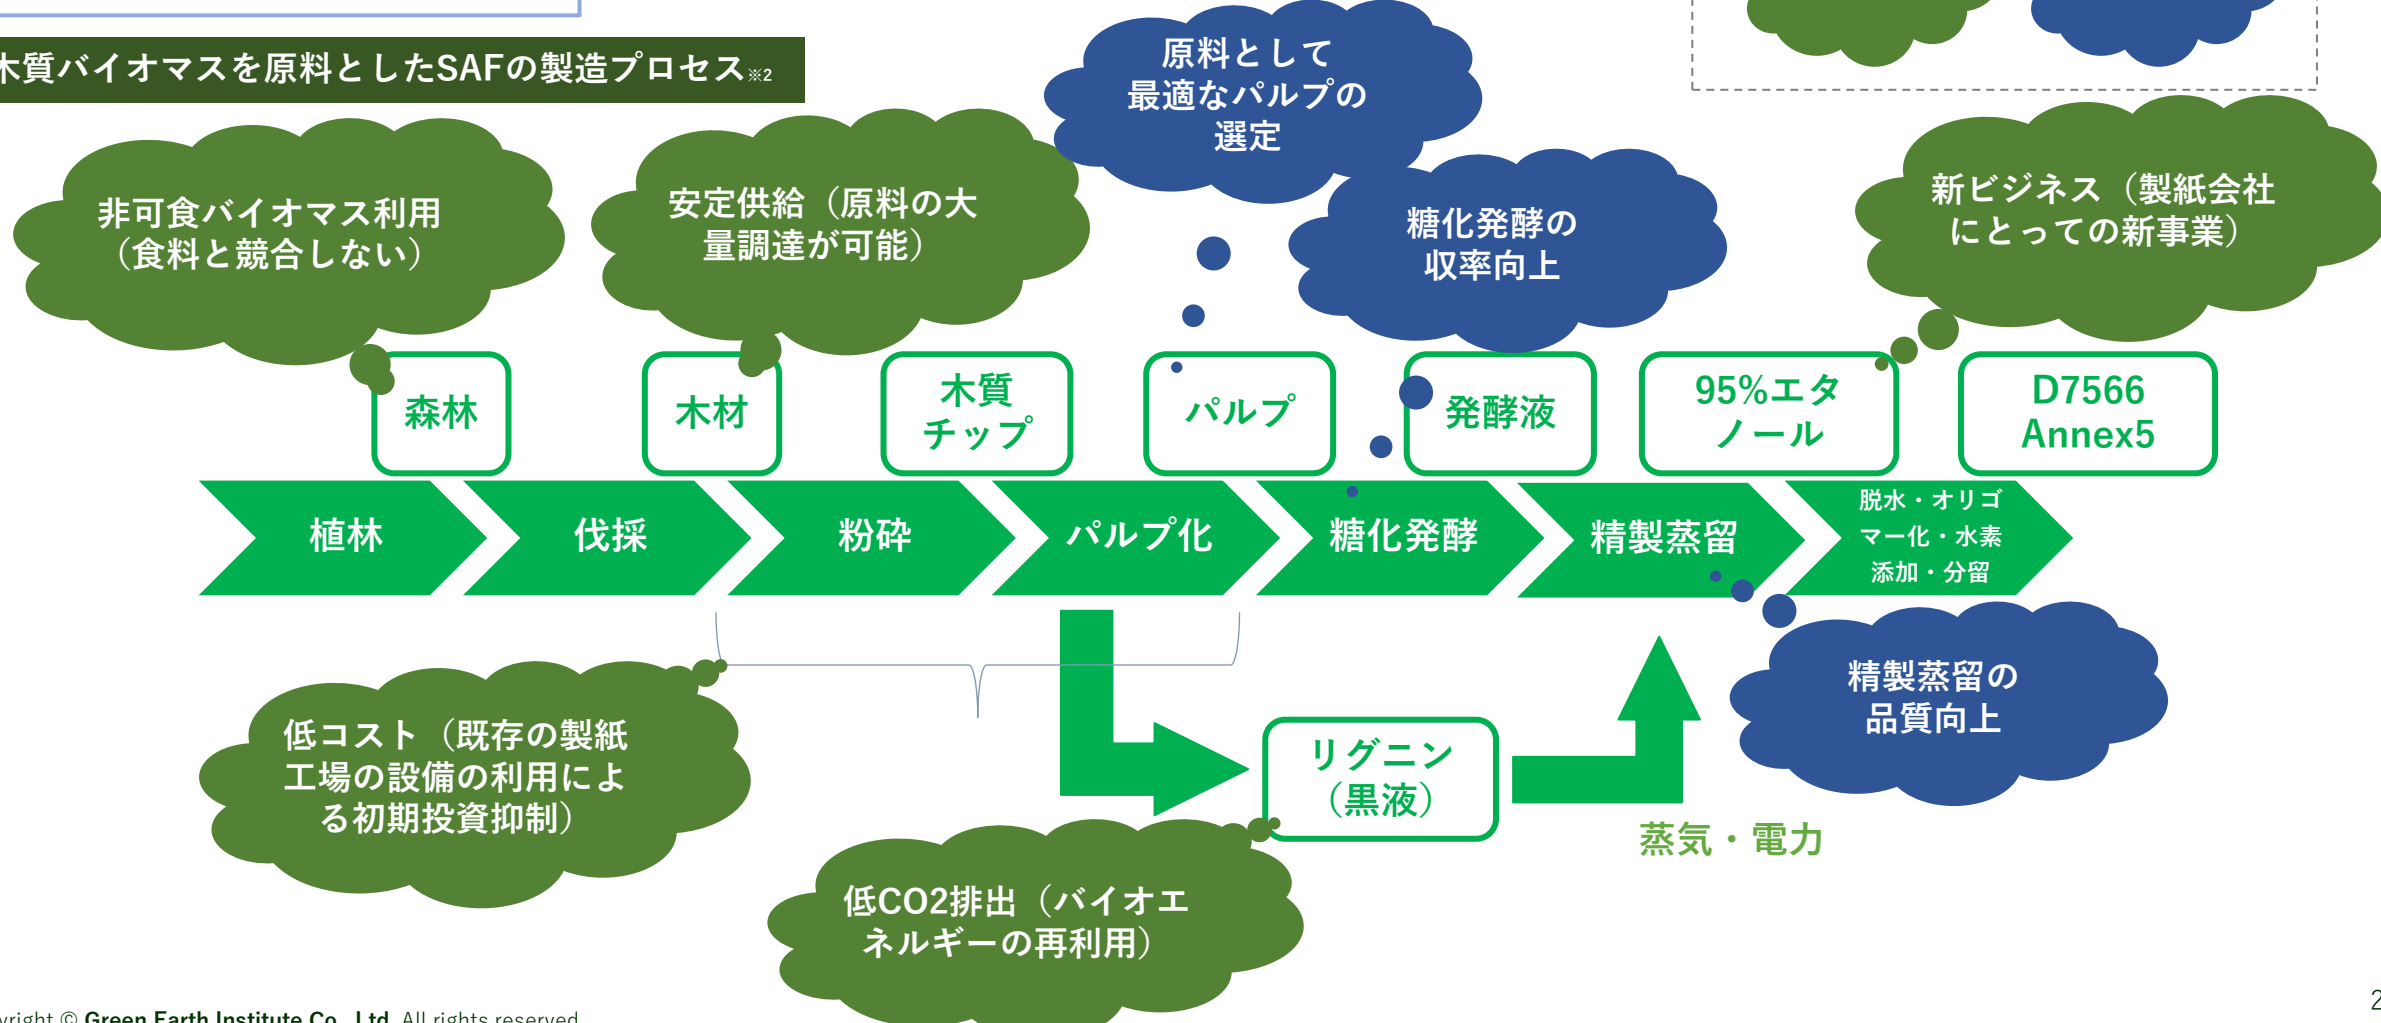 木質バイオマスを原料としたSAFの製造プロセス※2
原料として
最適なパルプの
選定
非可食バイオマス利用
（食料と競合しない）
安定供給（原料の大
量調達が可能）
糖化発酵の
収率向上
新ビジネス（製紙会社
にとっての新事業）
森林
木材
木質
チップ
パルプ
発酵液
95%エタ
ノール
D7566
Annex5
植林
伐採
粉砕
パルプ化
糖化発酵
精製蒸留
脱水・オリゴ
マー化・水素
添加・分留
低コスト（既存の製紙
工場の設備の利用によ
る初期投資抑制）
リグニン
（黒液）
精製蒸留の
品質向上
蒸気・電力
低CO2排出（バイオエ
ネルギーの再利用）
yright © Green Earth Institute Co., Ltd. All rights reserved
2